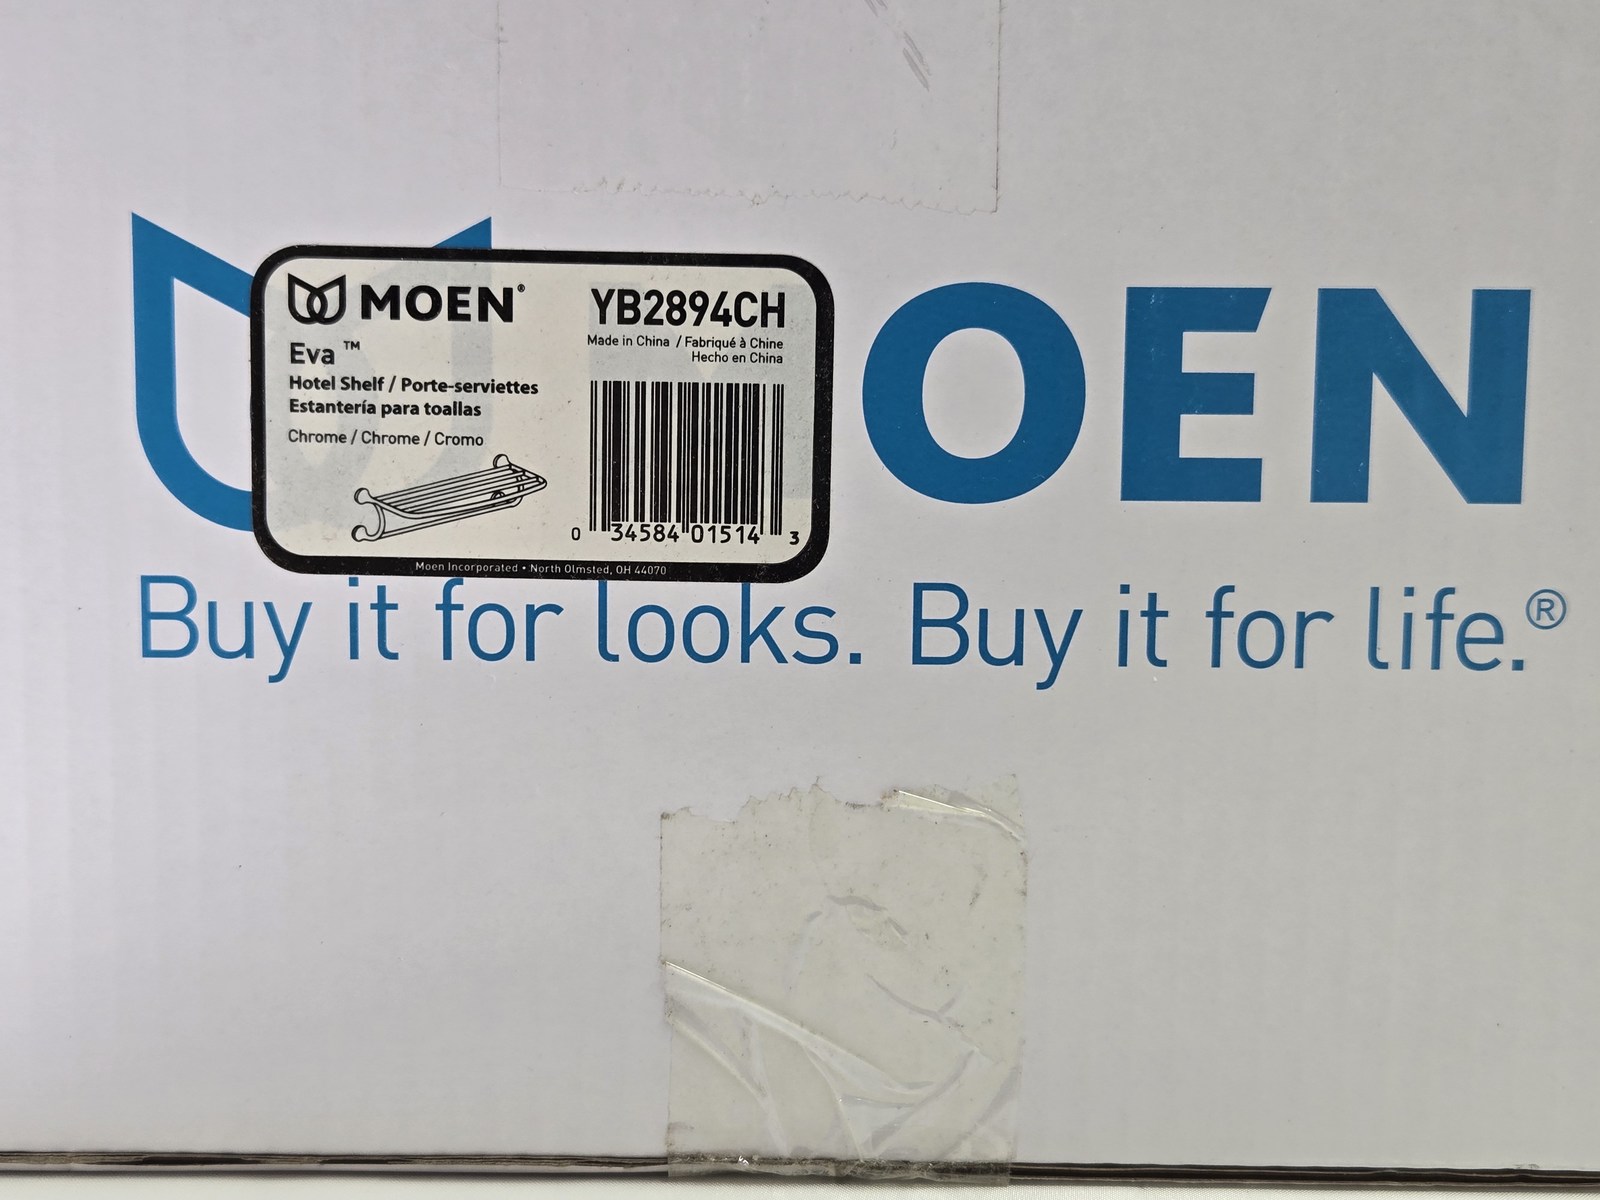 MOEN®
YB2894CH
Eva™
Made in China / Fabriqué à Chine
Hecho en China
Hotel Shelf / Porte-serviettes
Estantería para toallas
Chrome / Chrome / Cromo
0 34584 01514 3
Moen Incorporated • North Olmsted, OH 44070
OEN
Buy it for looks. Buy it for life.®